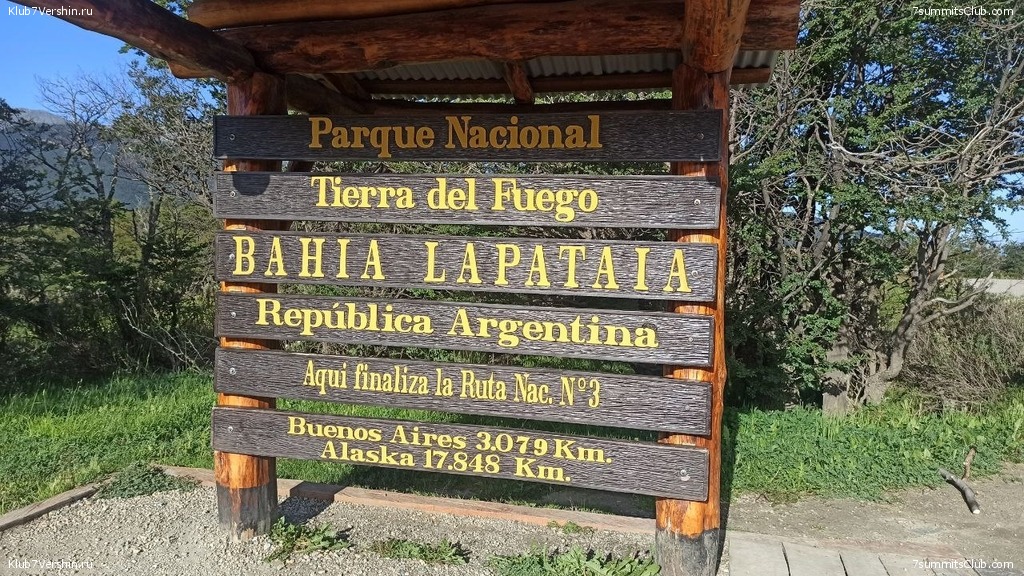 Klub7Vershin.ru
7summitsClub.com
Parque Nacional
Tierra del Fuego
BAHIA LAPATAIA
República Argentina
Aqui finaliza la Ruta Nac. Nº3
Buenos Aires 3.079 Km.
Alaska 17.848 Km.
Klub7Vershin.ru
7summitsClub.com